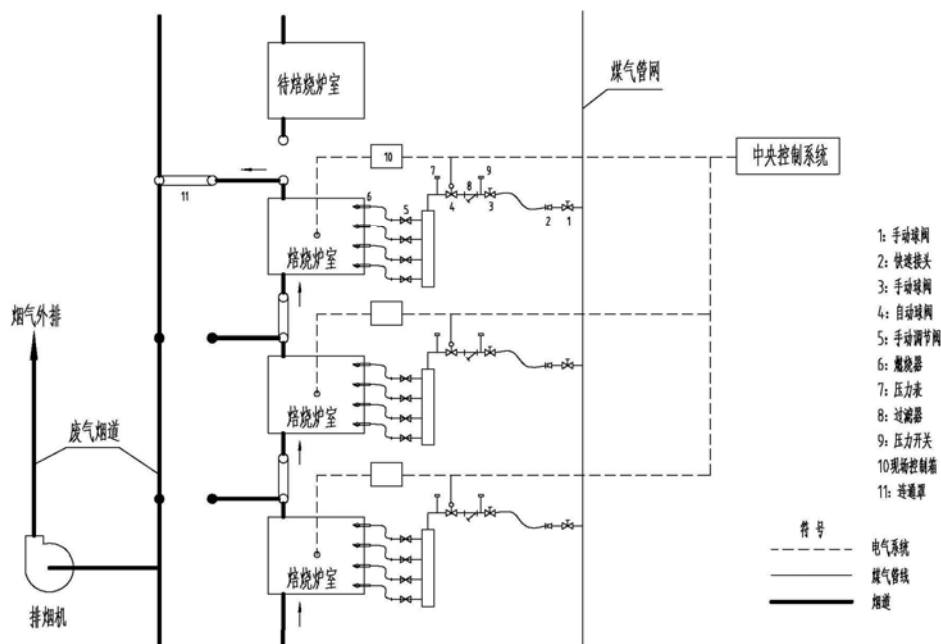 待焙烧炉室
煤气管网
中央控制系统
10
7
9
8
6
5
4
3
2
1
11
焙烧炉室
焙烧炉室
焙烧炉室
烟气外排
废气烟道
排烟机
1: 手动球阀
2: 快速接头
3: 手动球阀
4: 自动球阀
5: 手动调节阀
6: 燃烧器
7: 压力表
8: 过滤器
9: 压力开关
10现场控制箱
11: 连通罩
符 号
电气系统
煤气管线
烟道